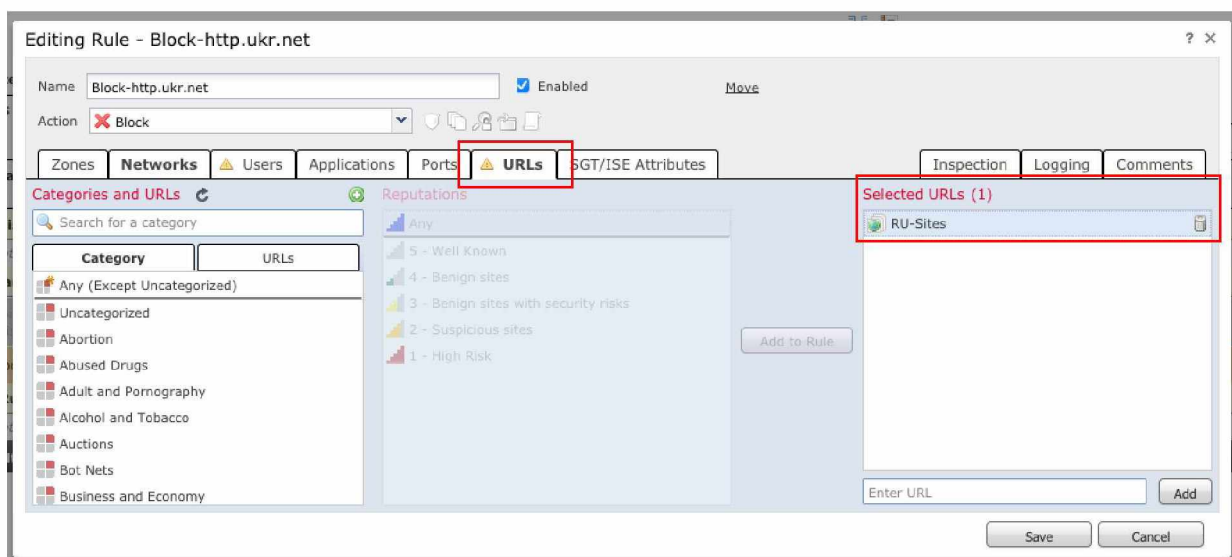 Editing Rule - Block-http.ukr.net
? ×
Name Block-http.ukr.net Enabled Move
Action Block
Zones Networks Users Applications Ports URLs SGT/ISE Attributes Inspection Logging Comments
Categories and URLs Reputations Selected URLs (1)
Search for a category Any RU-Sites
Category URLs 5 - Well Known
Any (Except Uncategorized) 4 - Benign sites
Uncategorized 3 - Benign sites with security risks
Abortion 2 - Suspicious sites Add to Rule
Abused Drugs 1 - High Risk
Adult and Pornography
Alcohol and Tobacco
Auctions
Bot Nets
Business and Economy Enter URL Add
Save Cancel